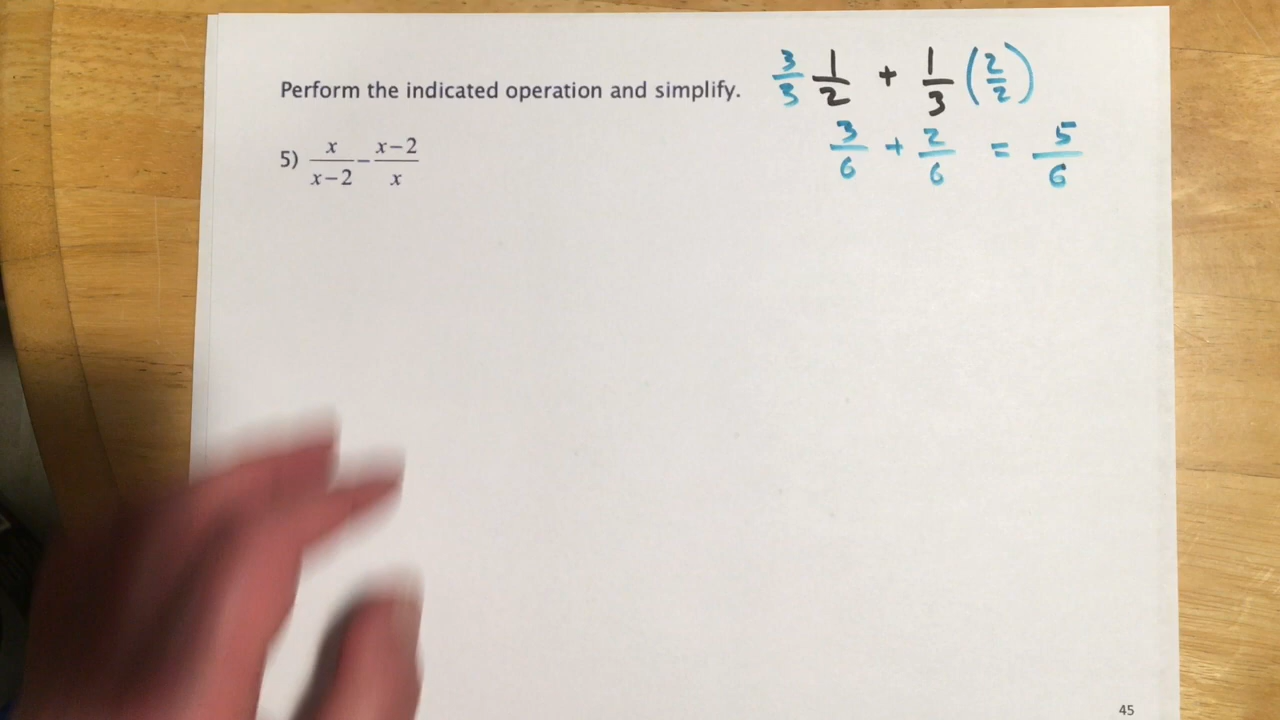 Perform the indicated operation and simplify.
5) x/(x−2) − (x−2)/x
3/3 1/2 + 1/3 (2/2)
3/6 + 2/6 = 5/6
45